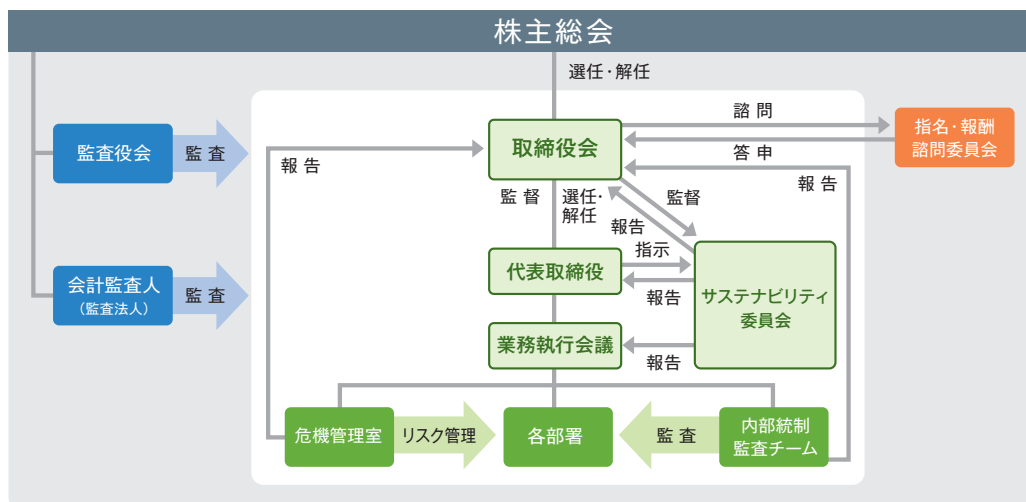 株主総会
選任・解任
諮問
指名・報酬
諮問委員会
監査役会
監査
報告
取締役会
答申
報告
監督
選任・
解任
監督
報告
会計監査人
(監査法人)
監査
代表取締役
指示
報告
サステナビリティ
委員会
業務執行会議
報告
危機管理室
リスク管理
各部署
監査
内部統制
監査チーム